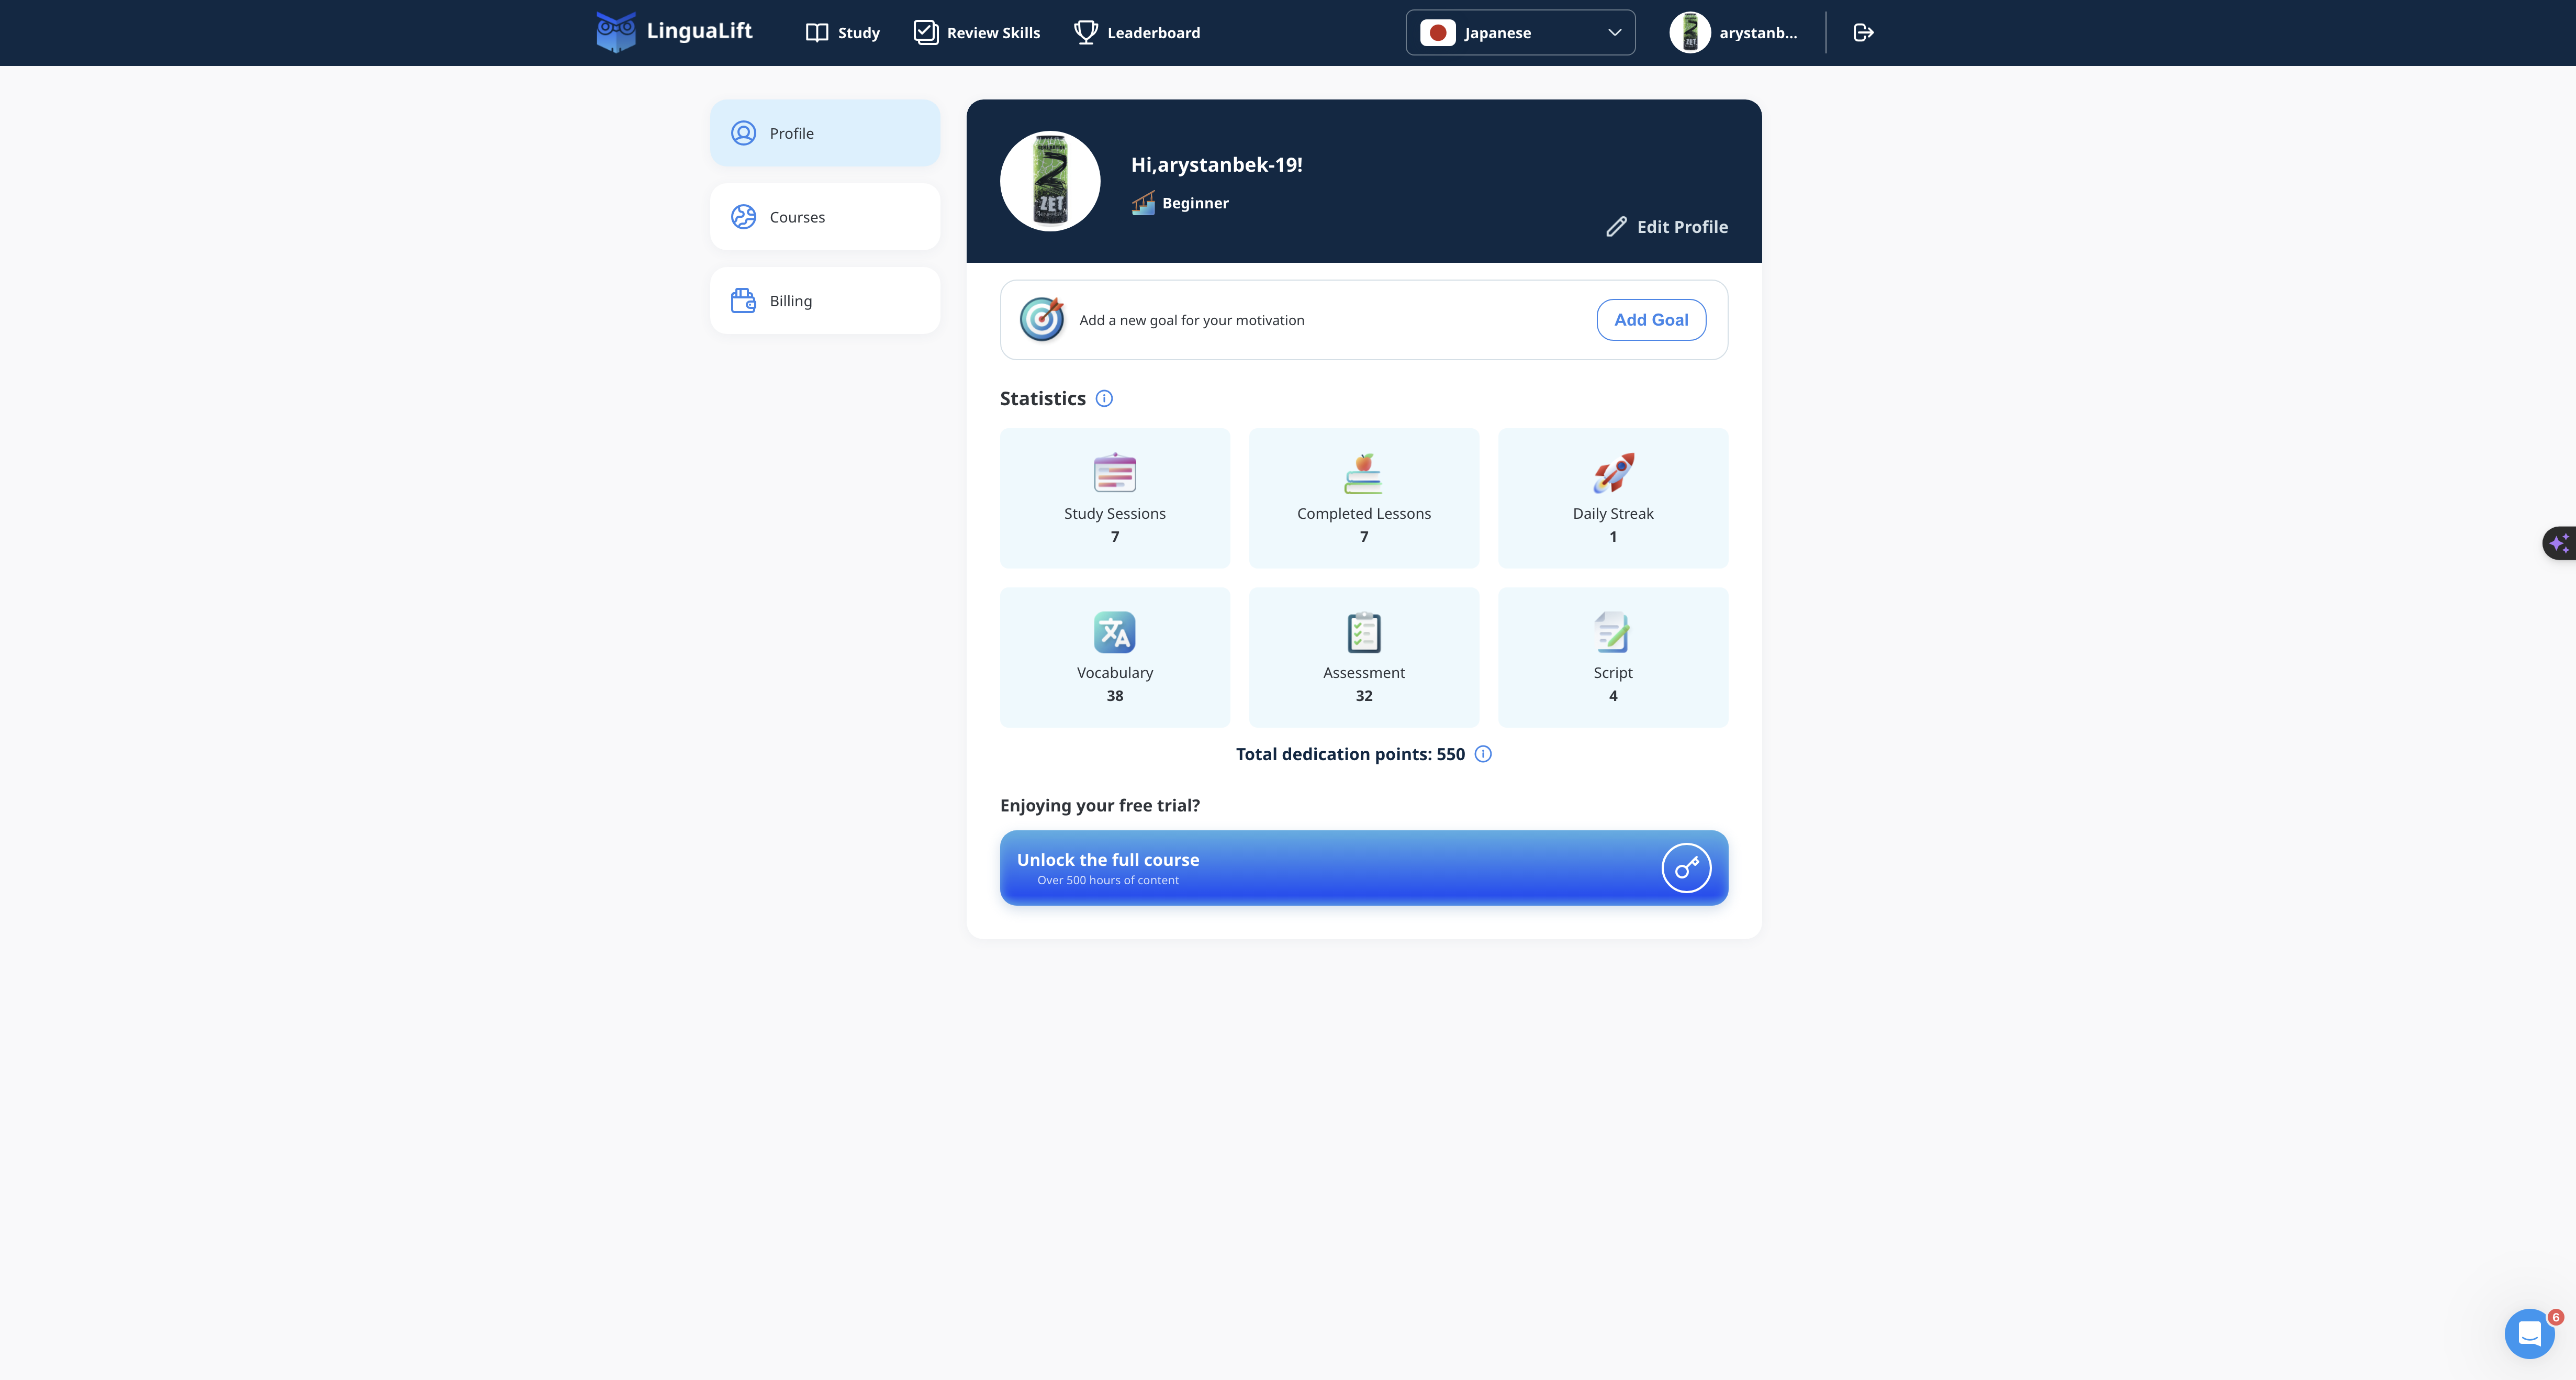 LinguaLift
Study
Review Skills
Leaderboard
Japanese
arystanb...
Profile
Courses
Billing
Hi,arystanbek-19!
Beginner
Edit Profile
Add a new goal for your motivation
Add Goal
Statistics
Study Sessions
7
Completed Lessons
7
Daily Streak
1
Vocabulary
38
Assessment
32
Script
4
Total dedication points: 550
Enjoying your free trial?
Unlock the full course
Over 500 hours of content
6